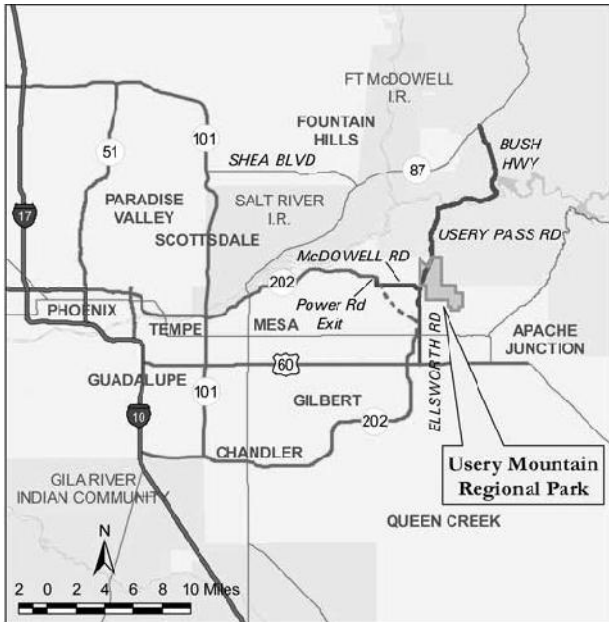 FT McDOWELL
I.R.
FOUNTAIN
HILLS
101
BUSH
HWY
51
SHEA BLVD
87
PARADISE
VALLEY
SALT RIVER
I.R.
17
SCOTTSDALE
USERY PASS RD
McDOWELL RD
202
Power Rd
Exit
PHOENIX
TEMPE
MESA
APACHE
JUNCTION
ELLSWORTH RD
60
GUADALUPE
101
GILBERT
10
202
CHANDLER
Usery Mountain
Regional Park
GILA RIVER
INDIAN COMMUNITY
QUEEN CREEK
N
2 0 2 4 6 8 10 Miles